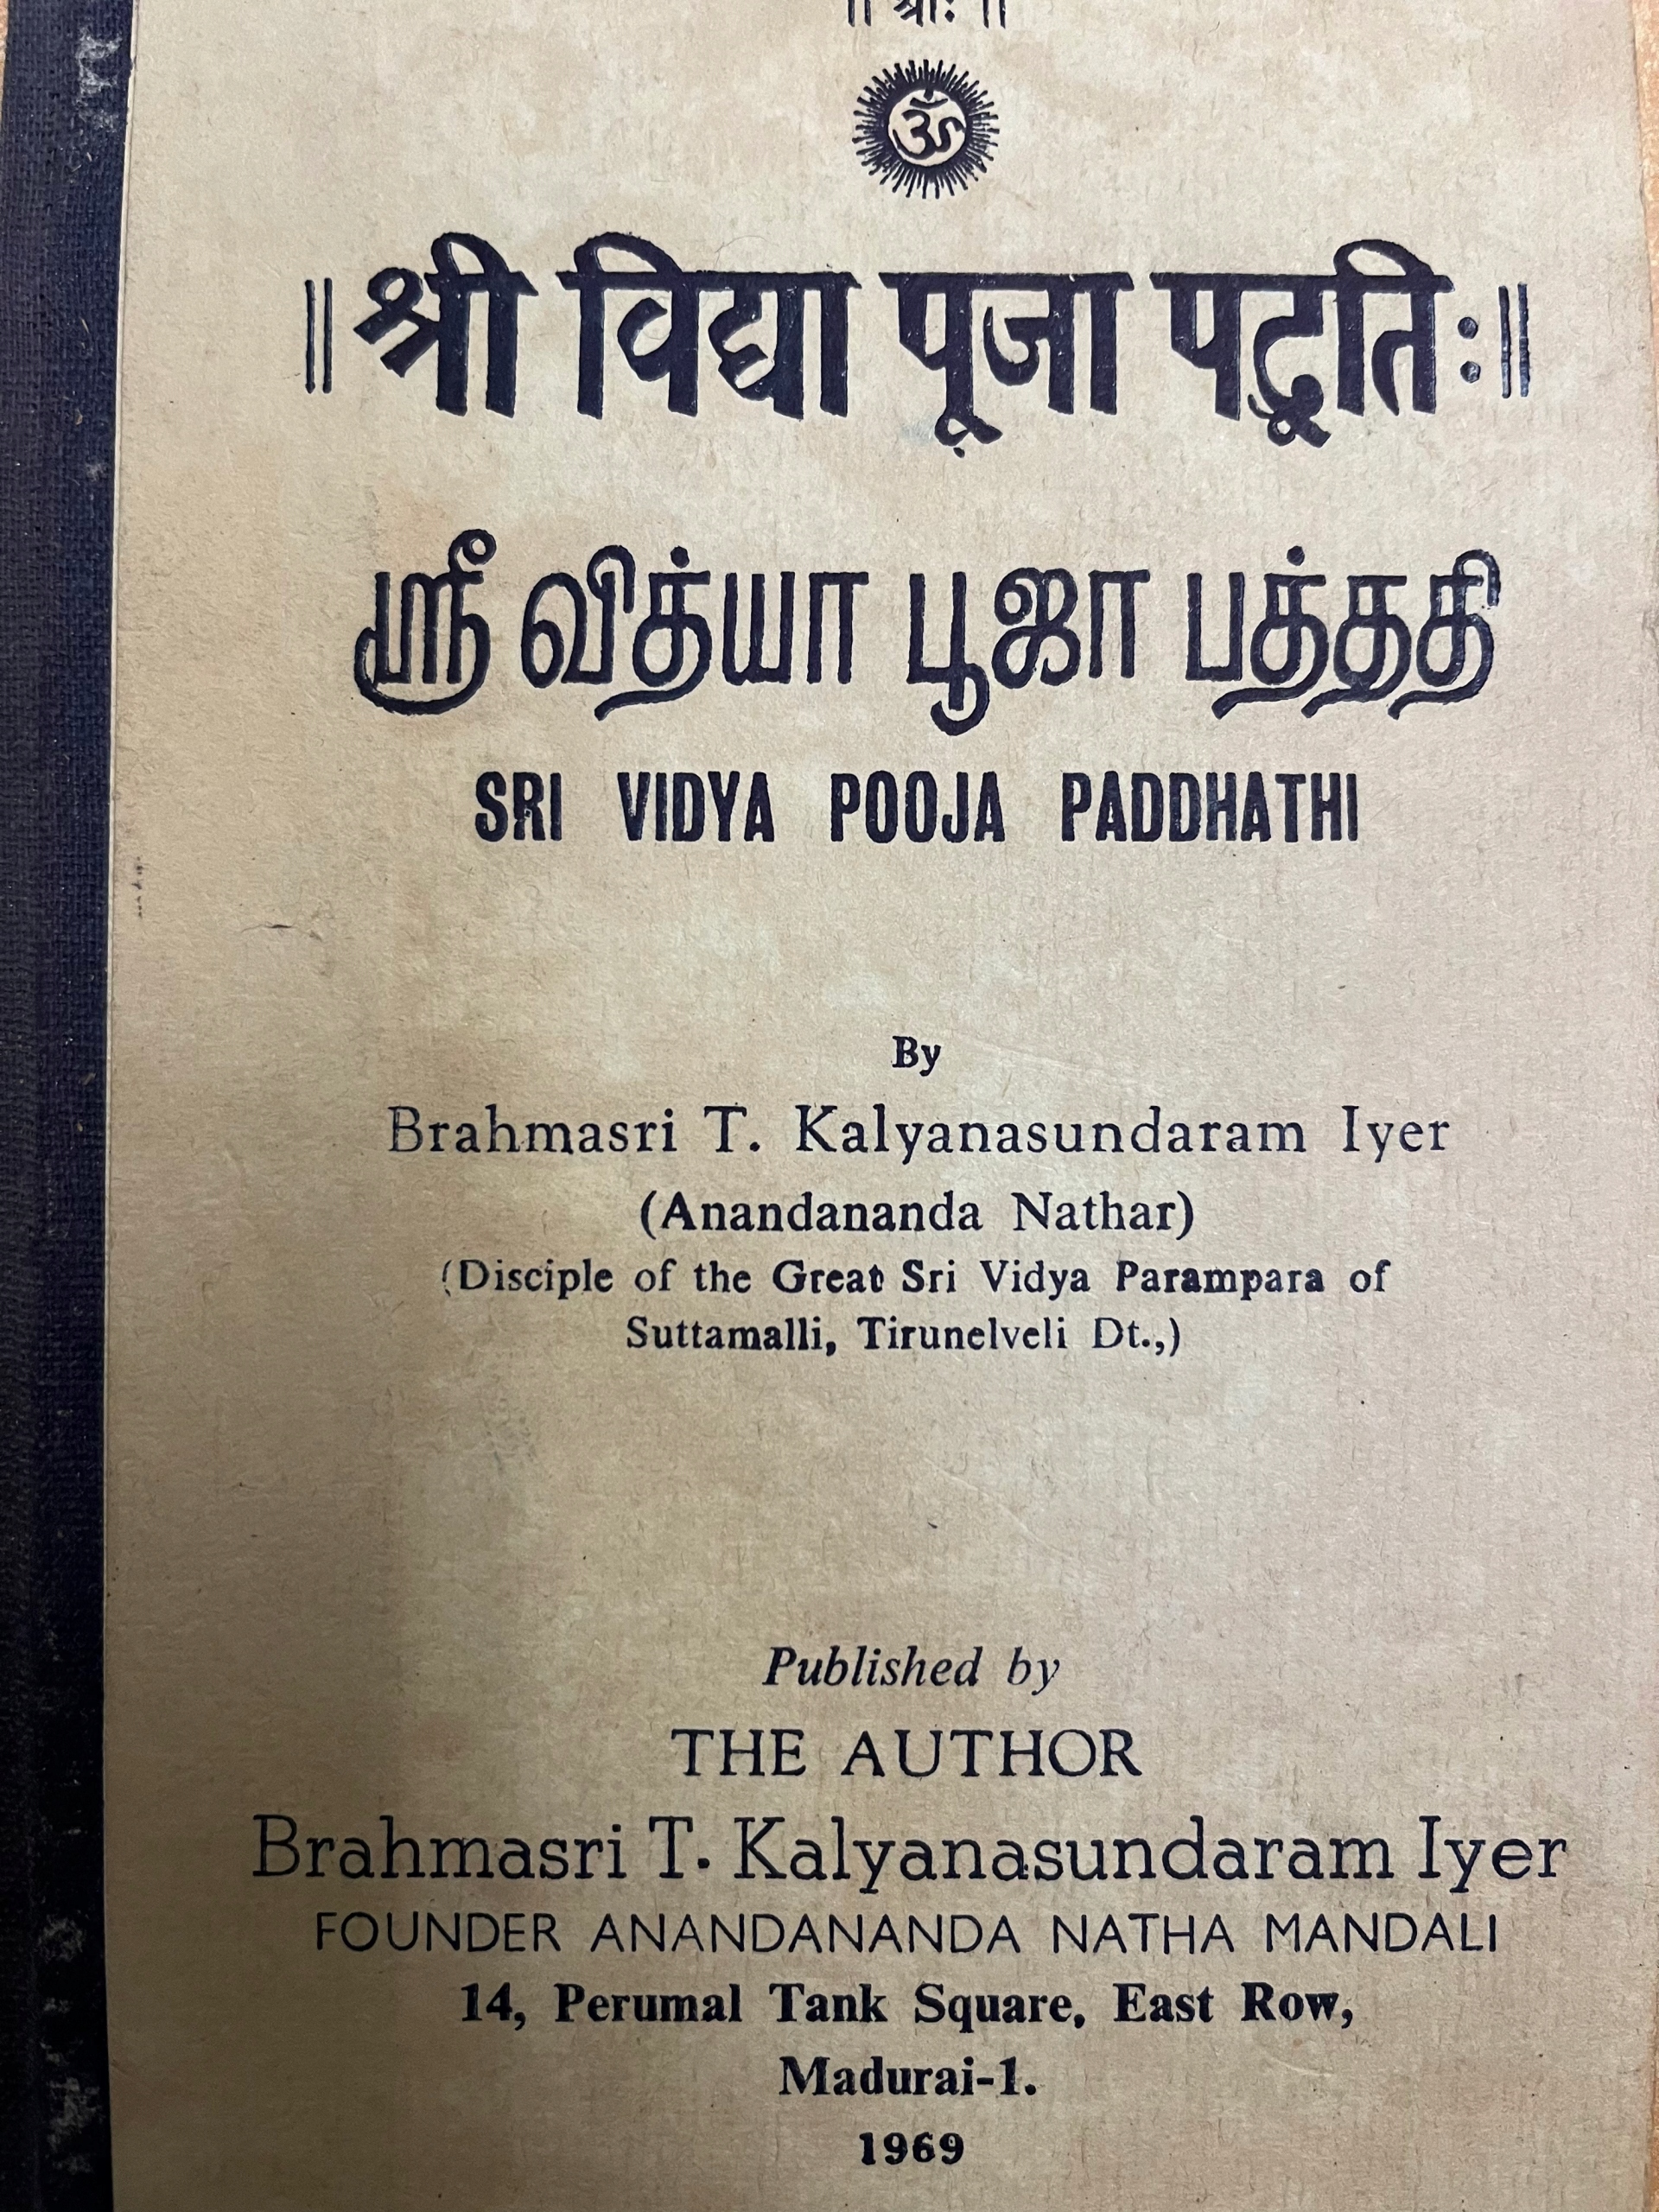 ॥ श्रीः ॥
ॐ
॥ श्री विद्या पूजा पद्धतिः ॥
ஸ்ரீ வித்யா பூஜா பத்ததி
SRI VIDYA POOJA PADDHATHI
By
Brahmasri T. Kalyanasundaram Iyer
(Anandananda Nathar)
(Disciple of the Great Sri Vidya Parampara of
Suttamalli, Tirunelveli Dt.,)
Published by
THE AUTHOR
Brahmasri T. Kalyanasundaram Iyer
FOUNDER ANANDANANDA NATHA MANDALI
14, Perumal Tank Square, East Row,
Madurai-1.
1969